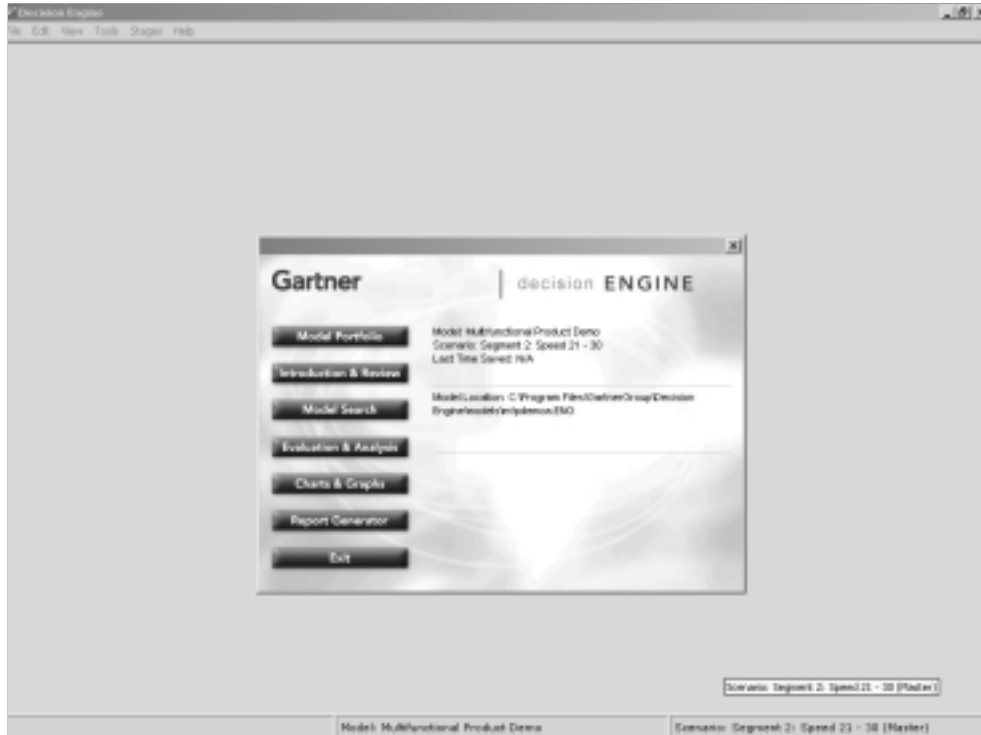 Decision Engine
File Edit View Tools Stages Help
Gartner
decision ENGINE
Model Portfolio
Introduction & Review
Model Search
Evaluation & Analysis
Charts & Graphs
Report Generator
Exit
Model: Multifunctional Product Demo
Scenario: Segment 2: Speed 21 - 30
Last Time Saved: N/A
Model Location: C:\Program Files\GartnerGroup\Decision
Scenario: Segment 2: Speed 21 - 30 (Master)
Model: Multifunctional Product Demo
Scenario: Segment 2: Speed 21 - 30 (Master)